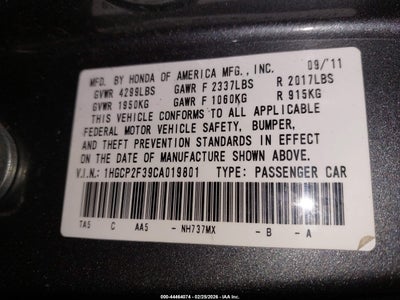 MFD. BY HONDA OF AMERICA MFG., INC. 09/'11
GVWR 4299LBS GAWR F 2337LBS R 2017LBS
GVWR 1950KG GAWR F 1060KG R 915KG
THIS VEHICLE CONFORMS TO ALL APPLICABLE
FEDERAL MOTOR VEHICLE SAFETY, BUMPER,
AND THEFT PREVENTION STANDARDS IN EFFECT
ON THE DATE OF MANUFACTURE SHOWN ABOVE.
V.I.N.: 1HGCP2F39CA019801 TYPE: PASSENGER CAR
TA5 C AA5 - NH737MX - B - A
000-44464074 - 02/25/2026 - IAA Inc.